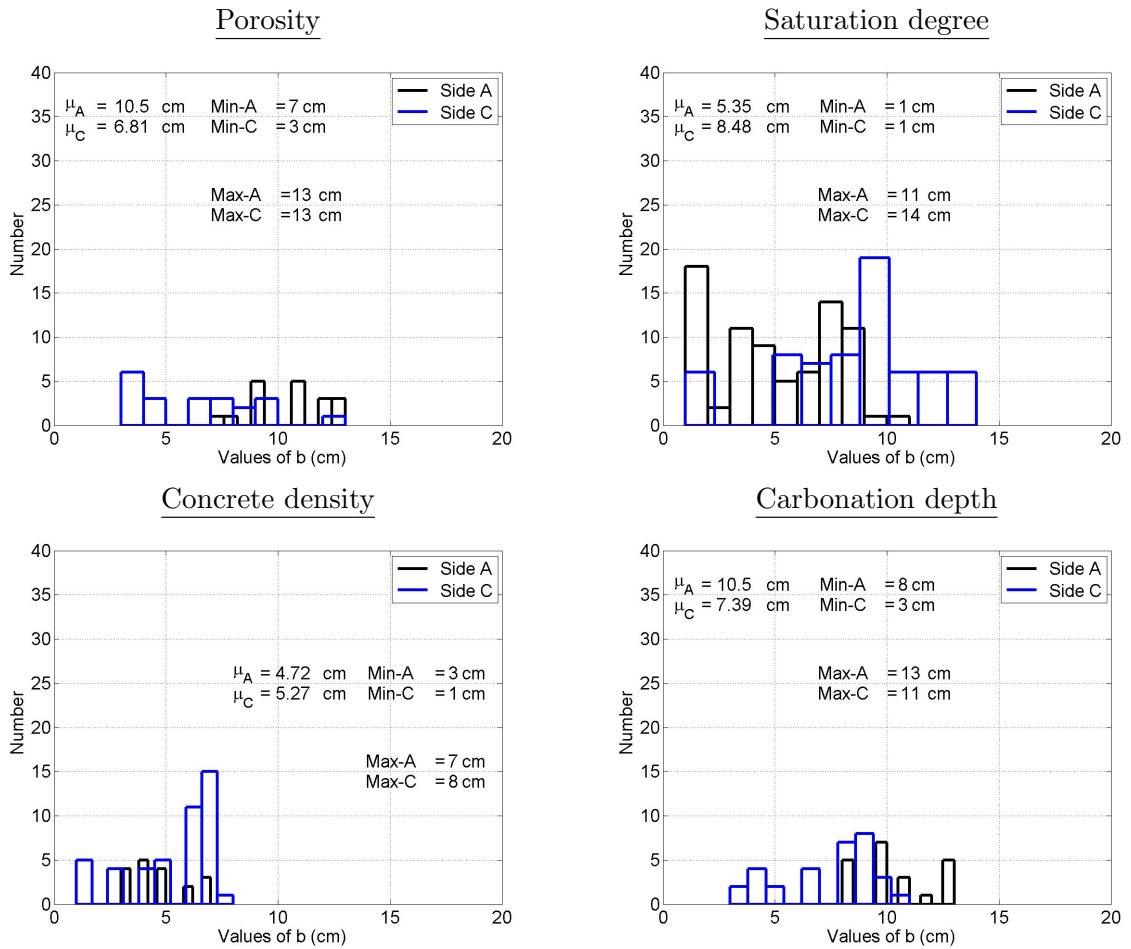 Porosity
40
35
30
25
20
15
10
5
0
0 5 10 15 20
Number
Values of b (cm)
Side A
Side C
μA = 10.5 cm Min-A = 7 cm
μC = 6.81 cm Min-C = 3 cm
Max-A =13 cm
Max-C =13 cm
Saturation degree
40
35
30
25
20
15
10
5
0
0 5 10 15 20
Number
Values of b (cm)
Side A
Side C
μA = 5.35 cm Min-A = 1 cm
μC = 8.48 cm Min-C = 1 cm
Max-A = 11 cm
Max-C = 14 cm
Concrete density
40
35
30
25
20
15
10
5
0
0 5 10 15 20
Number
Values of b (cm)
Side A
Side C
μA = 4.72 cm Min-A = 3 cm
μC = 5.27 cm Min-C = 1 cm
Max-A = 7 cm
Max-C = 8 cm
Carbonation depth
40
35
30
25
20
15
10
5
0
0 5 10 15 20
Number
Values of b (cm)
Side A
Side C
μA = 10.5 cm Min-A = 8 cm
μC = 7.39 cm Min-C = 3 cm
Max-A = 13 cm
Max-C = 11 cm